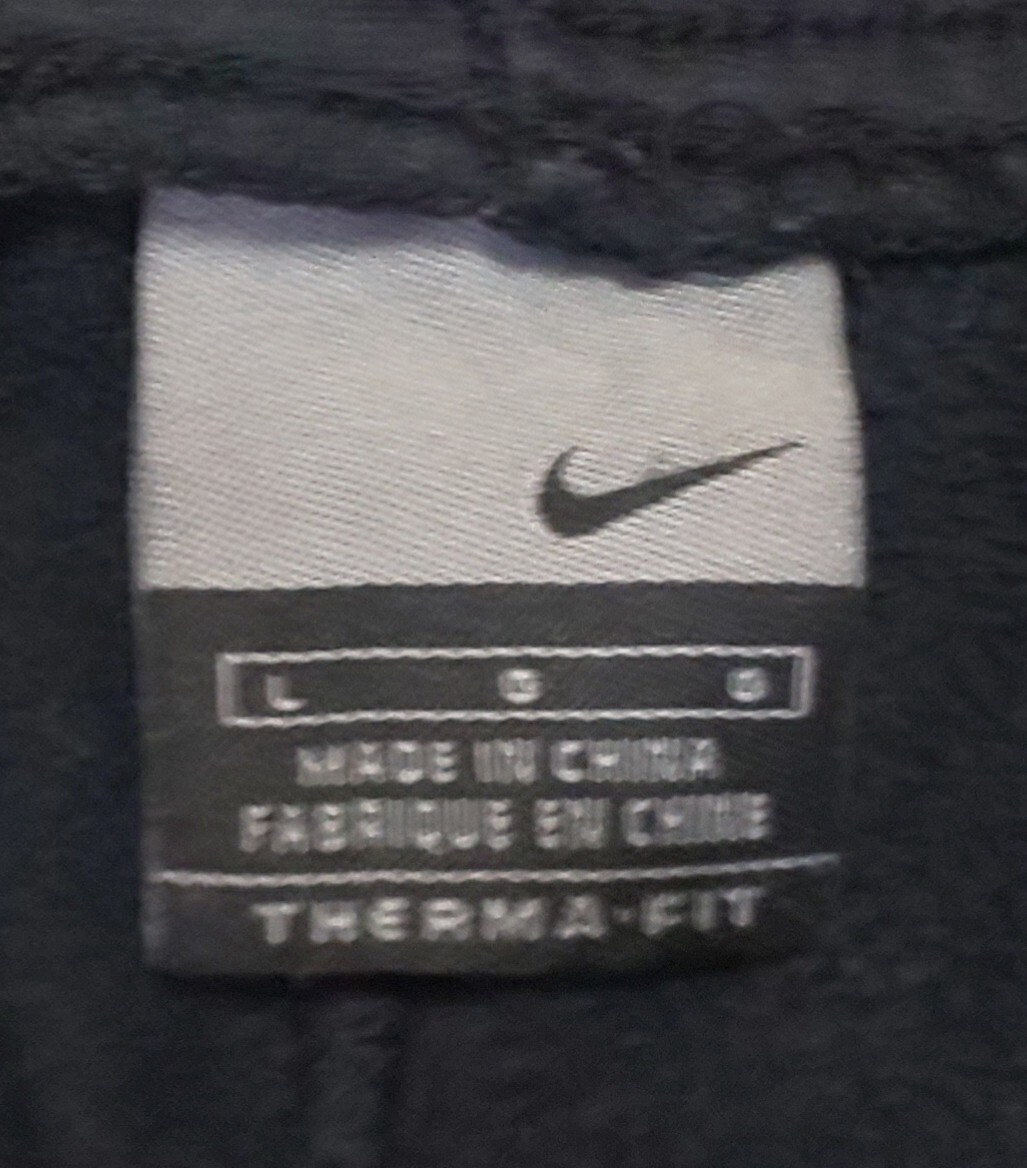 L G G
MADE IN CHINA
FABRIQUE EN CHINE
THERMA-FIT